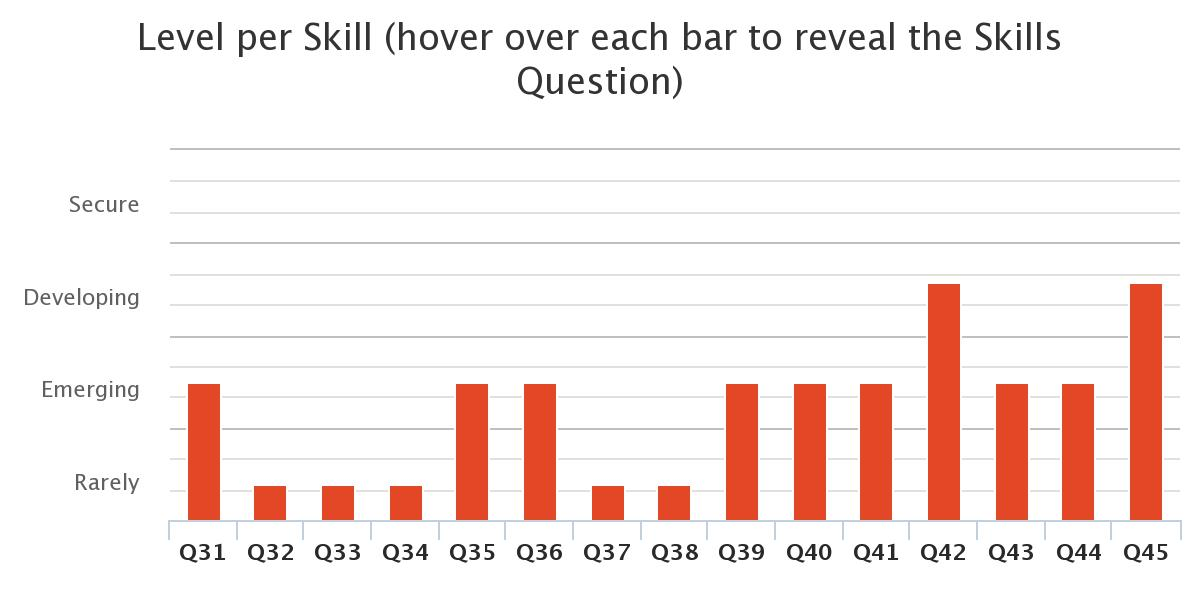 Level per Skill (hover over each bar to reveal the Skills
Question)
Secure
Developing
Emerging
Rarely
Q31 Q32 Q33 Q34 Q35 Q36 Q37 Q38 Q39 Q40 Q41 Q42 Q43 Q44 Q45